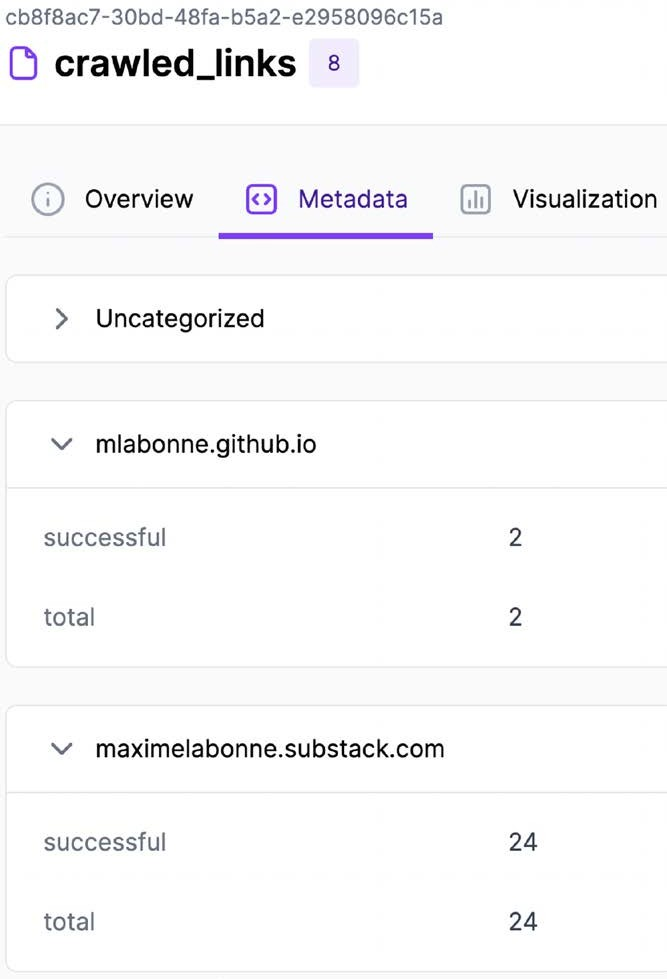 cb8f8ac7-30bd-48fa-b5a2-e2958096c15a
crawled_links 8
Overview Metadata Visualization
Uncategorized
mlabonne.github.io
successful 2
total 2
maximelabonne.substack.com
successful 24
total 24